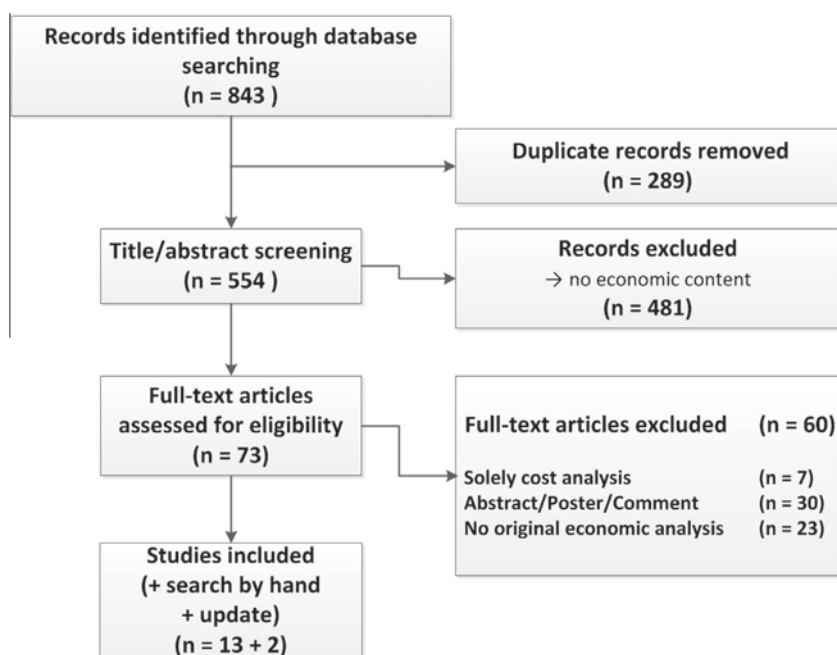 Records identified through database
searching
(n = 843 )
Duplicate records removed
(n = 289)
Title/abstract screening
(n = 554 )
Records excluded
→ no economic content
(n = 481)
Full-text articles
assessed for eligibility
(n = 73)
Full-text articles excluded (n = 60)
Solely cost analysis (n = 7)
Abstract/Poster/Comment (n = 30)
No original economic analysis (n = 23)
Studies included
(+ search by hand
+ update)
(n = 13 + 2)